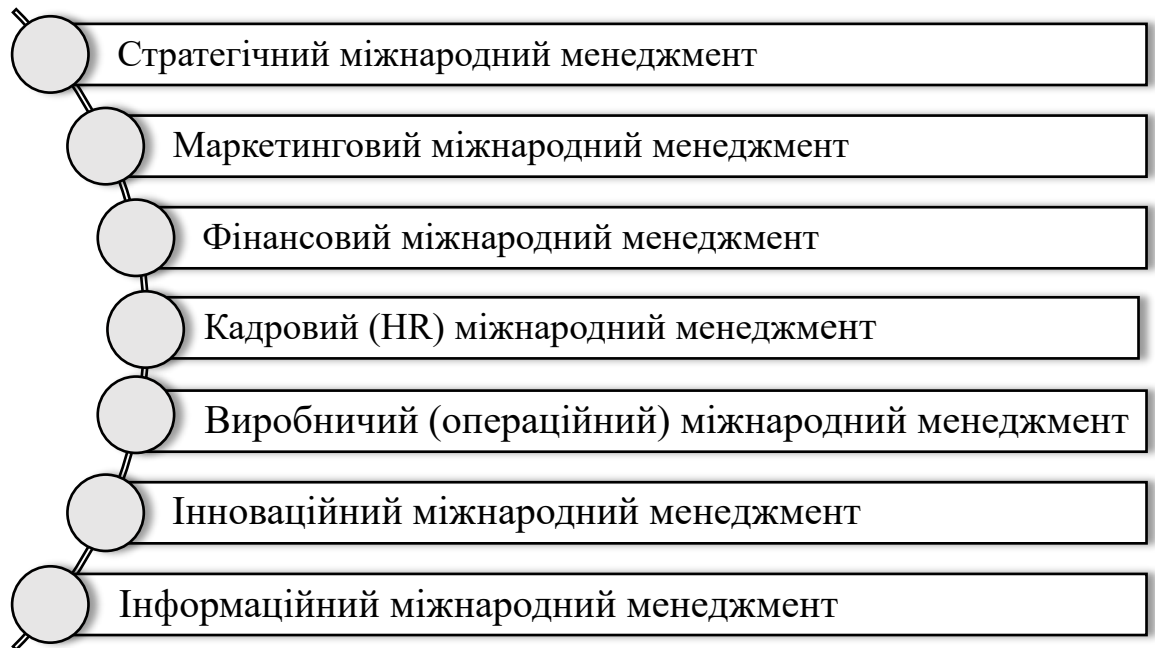 Стратегічний міжнародний менеджмент
Маркетинговий міжнародний менеджмент
Фінансовий міжнародний менеджмент
Кадровий (HR) міжнародний менеджмент
Виробничий (операційний) міжнародний менеджмент
Інноваційний міжнародний менеджмент
Інформаційний міжнародний менеджмент